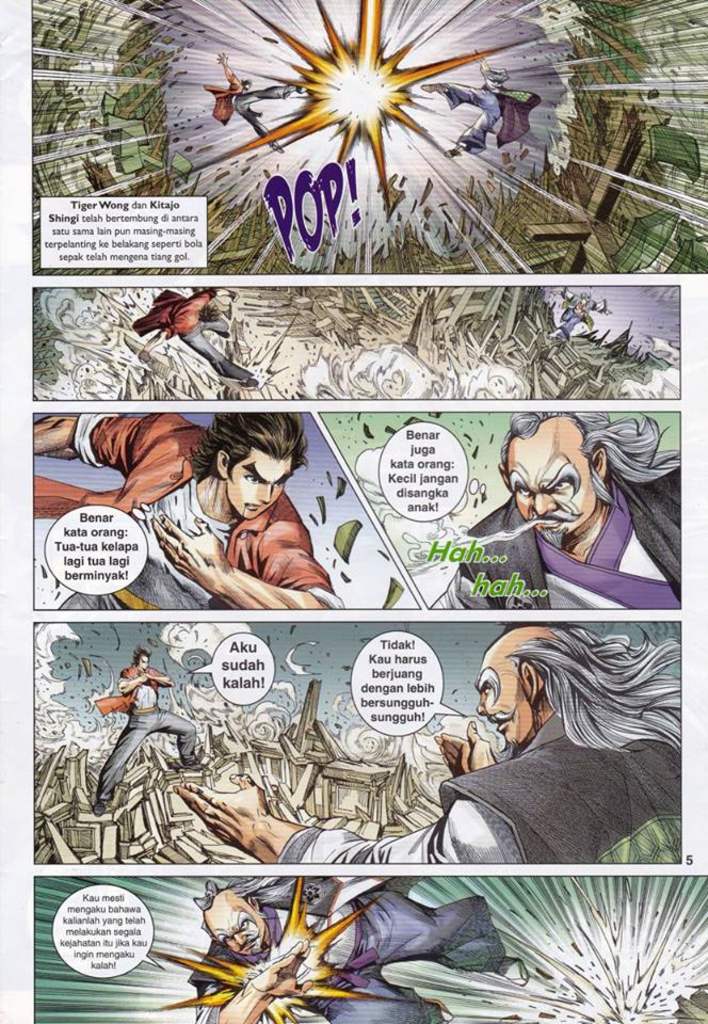 POP!
Tiger Wong dan Kitajo
Shingi telah bertembung di antara
satu sama lain pun masing-masing
terpelanting ke belakang seperti bola
sepak telah mengena tiang gol.
Benar
kata orang:
Tua-tua kelapa
lagi tua lagi
berminyak!
Benar
juga
kata orang:
Kecil jangan
disangka
anak!
Hah...
hah...
Aku
sudah
kalah!
Tidak!
Kau harus
berjuang
dengan lebih
bersungguh-
sungguh!
5
Kau mesti
mengaku bahawa
kalianlah yang telah
melakukan segala
kejahatan itu jika kau
ingin mengaku
kalah!